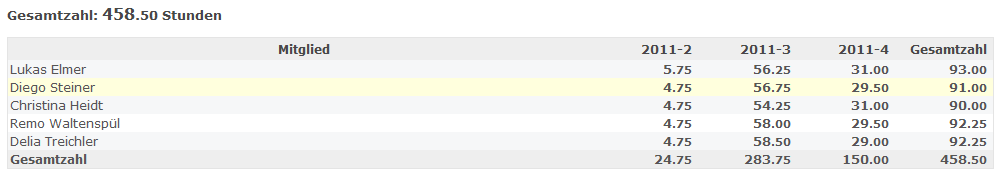 Gesamtzahl: 458.50 Stunden
Mitglied 2011-2 2011-3 2011-4 Gesamtzahl
Lukas Elmer 5.75 56.25 31.00 93.00
Diego Steiner 4.75 56.75 29.50 91.00
Christina Heidt 4.75 54.25 31.00 90.00
Remo Waltenspül 4.75 58.00 29.50 92.25
Delia Treichler 4.75 58.50 29.00 92.25
Gesamtzahl 24.75 283.75 150.00 458.50